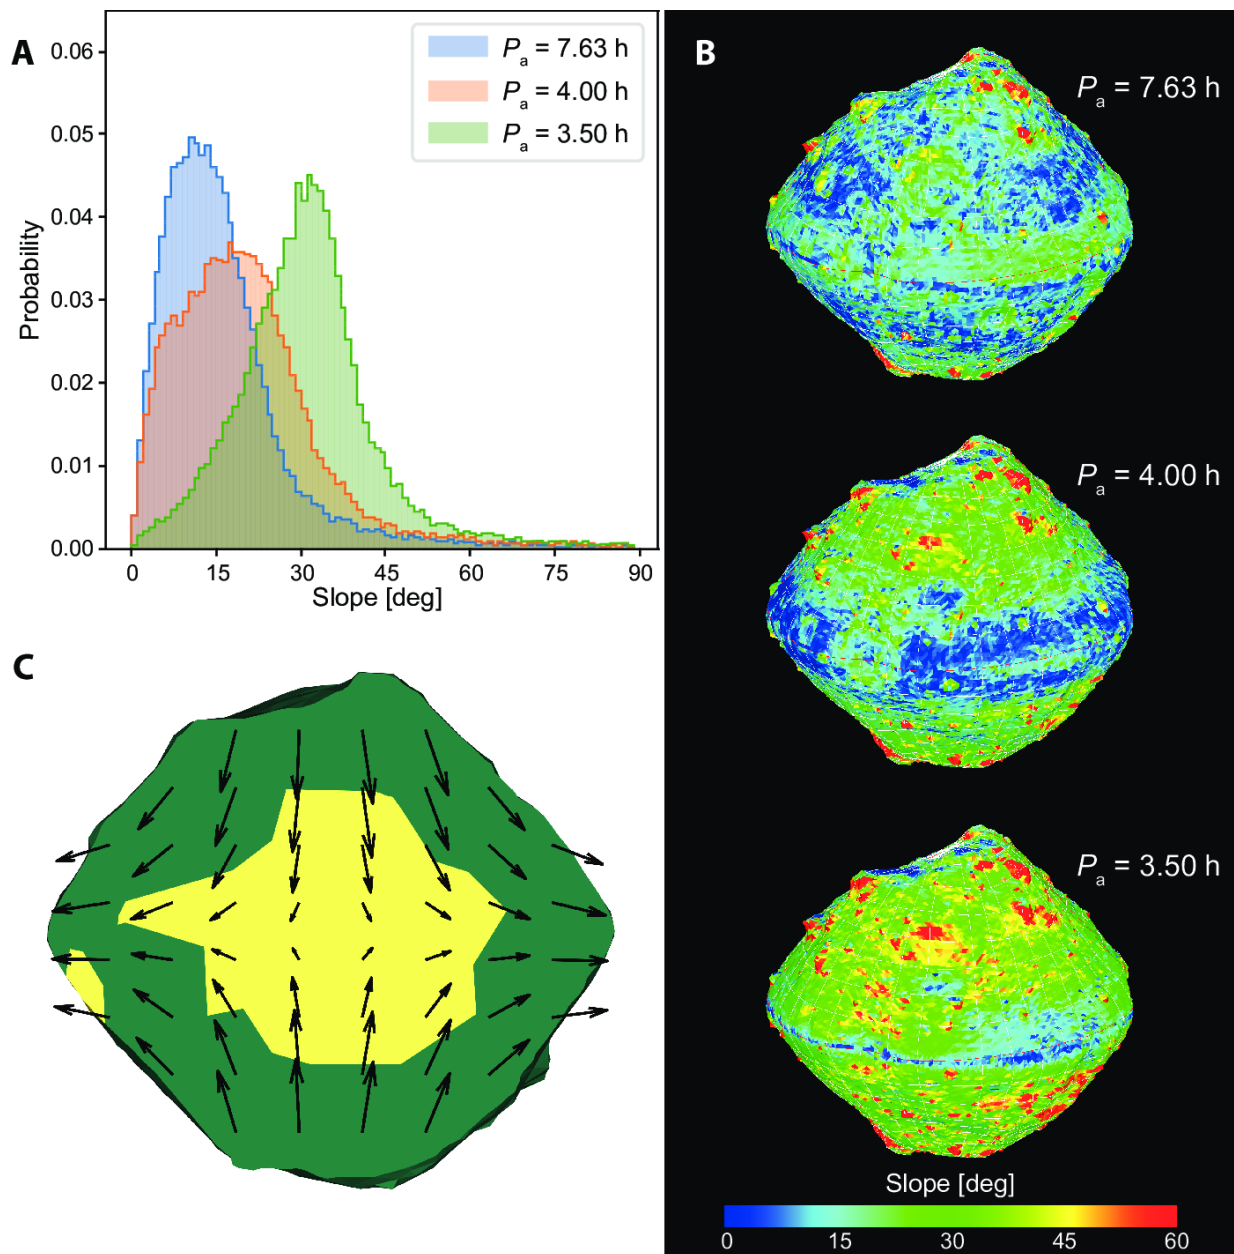 A
0.06
0.05
0.04
0.03
0.02
0.01
0.00
Probability
0 15 30 45 60 75 90
Slope [deg]
Pa = 7.63 h
Pa = 4.00 h
Pa = 3.50 h
B
Pa = 7.63 h
Pa = 4.00 h
Pa = 3.50 h
Slope [deg]
0 15 30 45 60
C